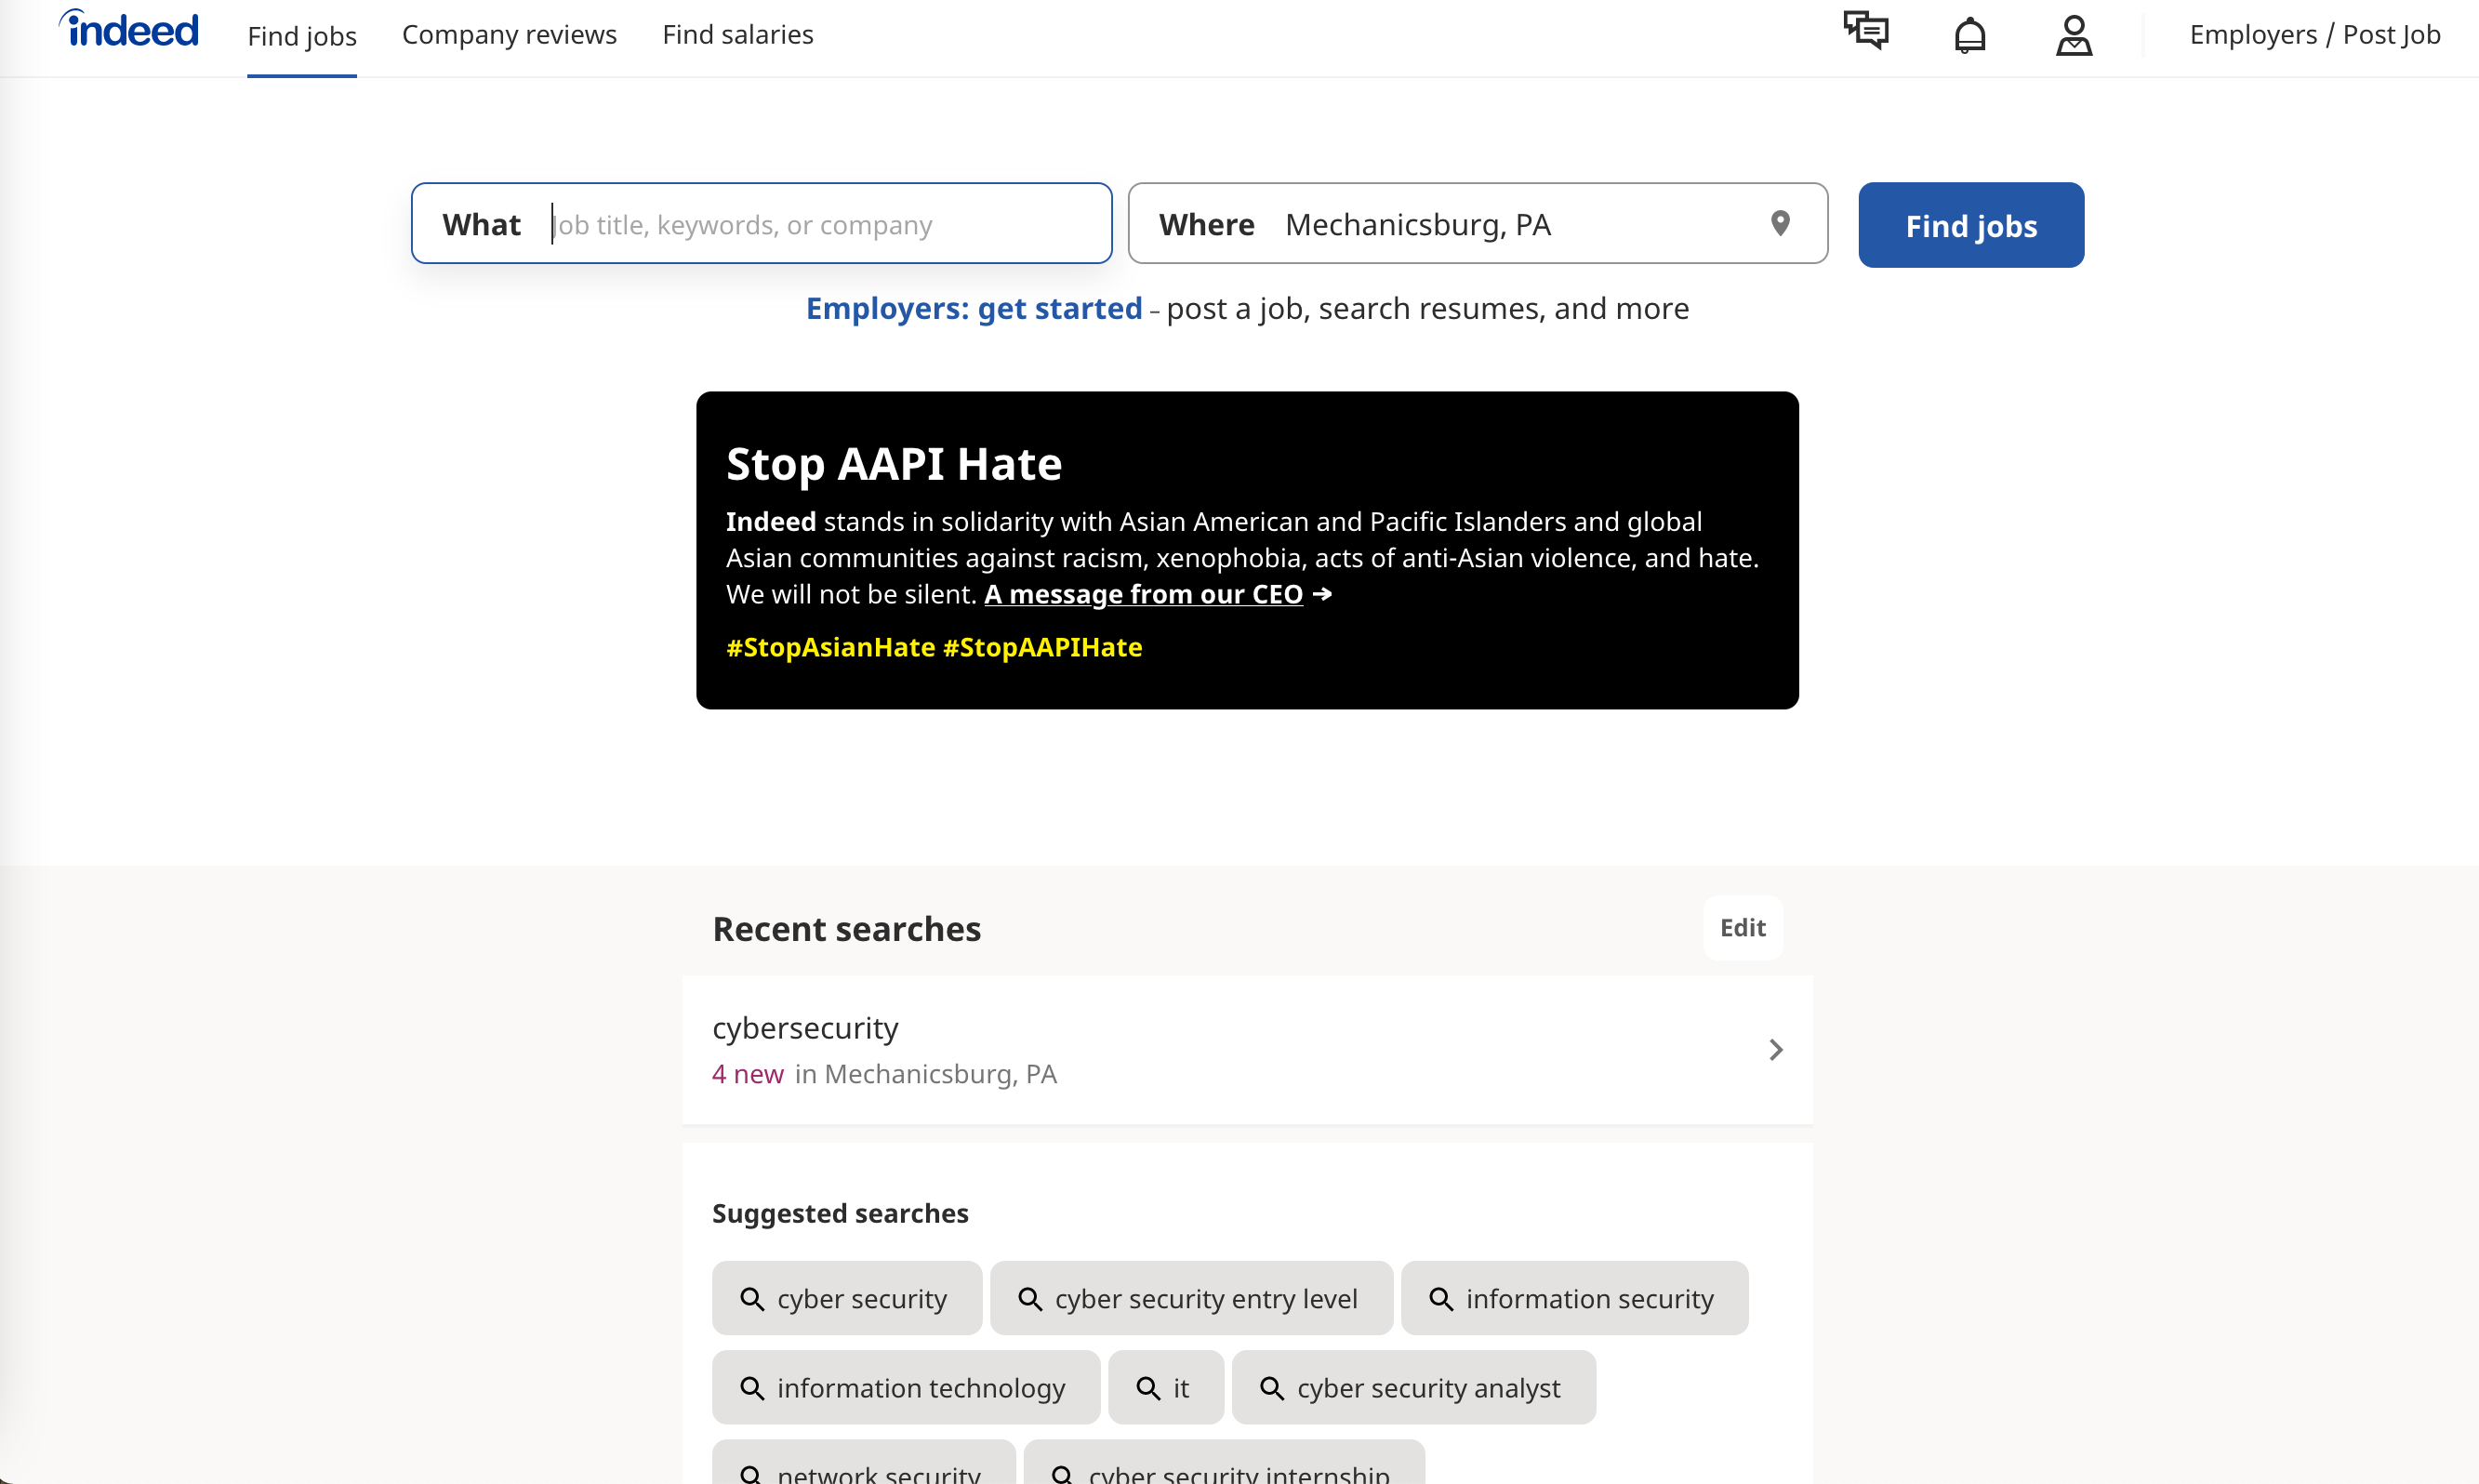 indeed Find jobs Company reviews Find salaries Employers / Post Job
What Job title, keywords, or company Where Mechanicsburg, PA Find jobs
Employers: get started – post a job, search resumes, and more
Stop AAPI Hate
Indeed stands in solidarity with Asian American and Pacific Islanders and global
Asian communities against racism, xenophobia, acts of anti-Asian violence, and hate.
We will not be silent. A message from our CEO →
#StopAsianHate #StopAAPIHate
Recent searches Edit
cybersecurity
4 new in Mechanicsburg, PA
Suggested searches
cyber security cyber security entry level information security
information technology it cyber security analyst
network security cyber security internship